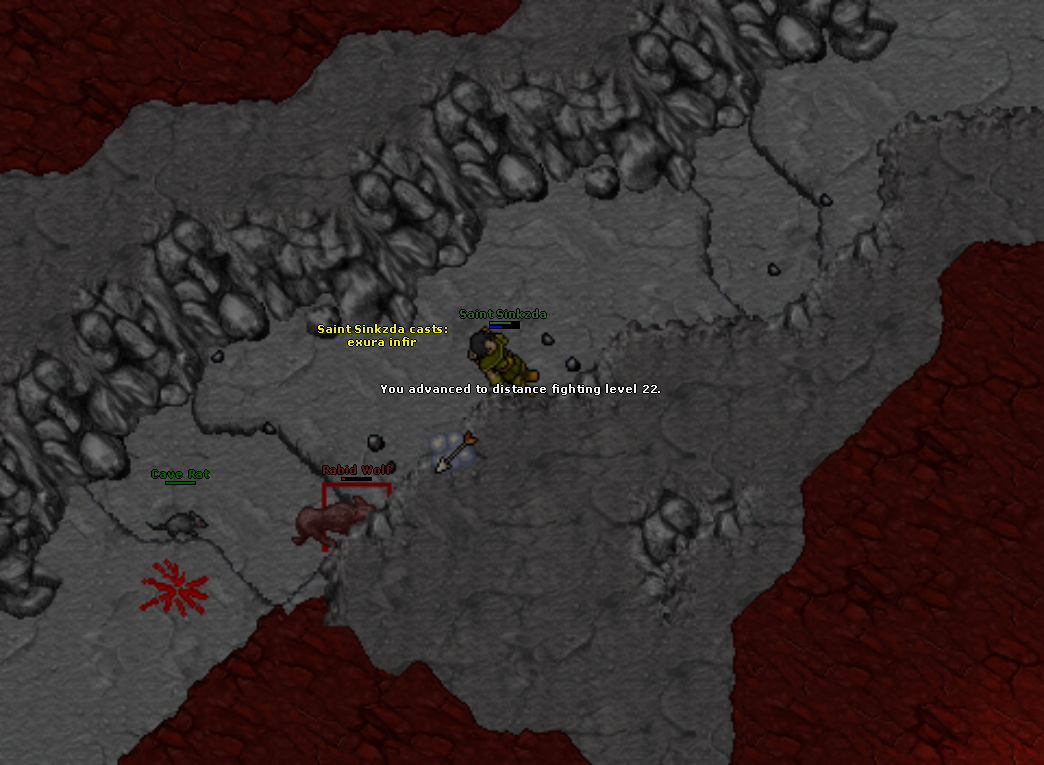 Saint Sinkzda
Saint Sinkzda casts:
exura infir
You advanced to distance fighting level 22.
Rabid Wolf
Cave Rat